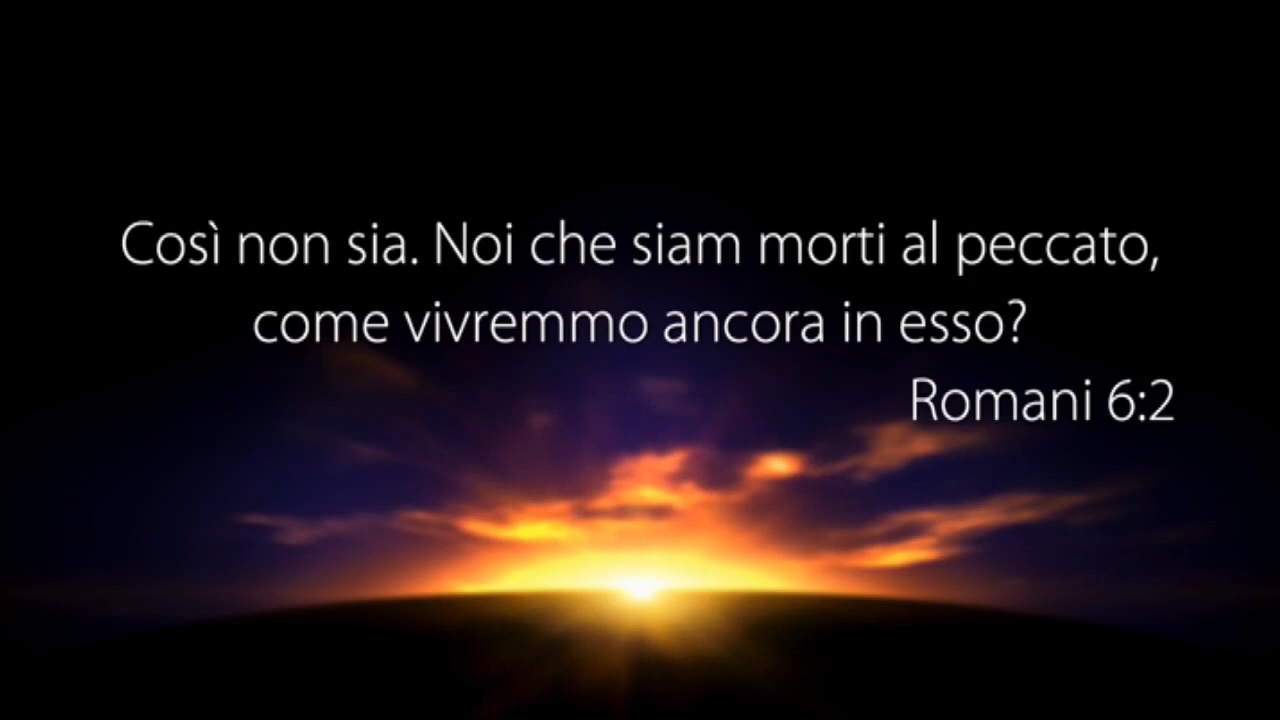 Così non sia. Noi che siam morti al peccato,
come vivremmo ancora in esso?
Romani 6:2